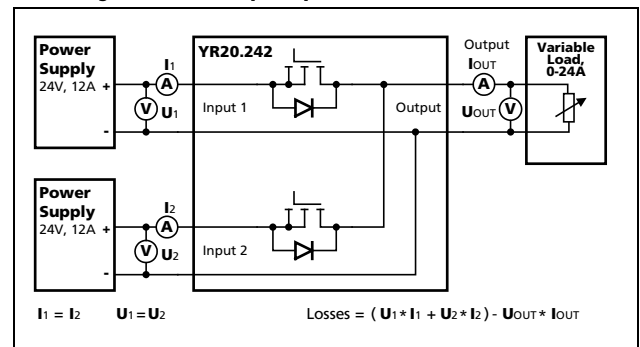 Power
Supply
24V, 12A
+
-
I1
A
V
U1
YR20.242
Input 1
Output
Output
IOUT
A
V
UOUT
Variable
Load,
0-24A
Power
Supply
24V, 12A
+
-
I2
A
V
U2
Input 2
I1 = I2
U1 = U2
Losses = ( U1 * I1 + U2 * I2 ) - UOUT * IOUT